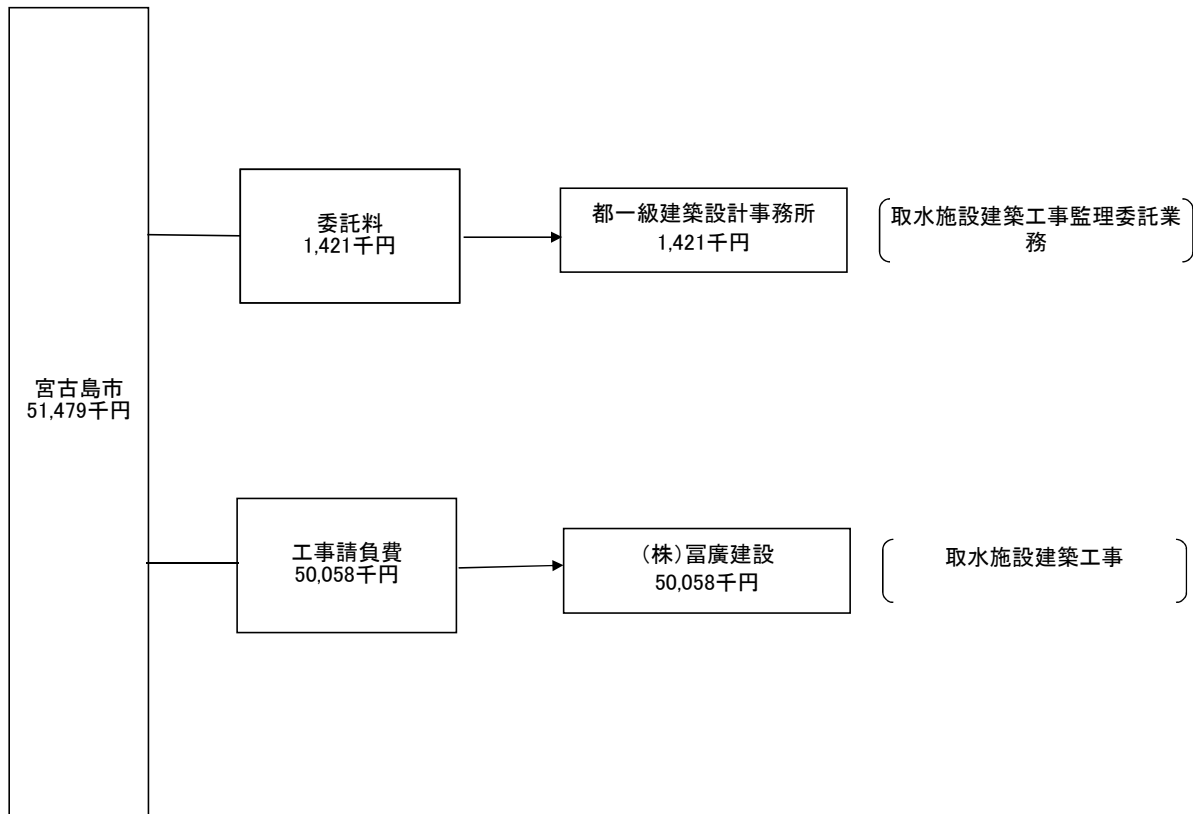 宮古島市
51,479千円
委託料
1,421千円
都一級建築設計事務所
1,421千円
取水施設建築工事監理委託業
務
工事請負費
50,058千円
（株）冨廣建設
50,058千円
取水施設建築工事